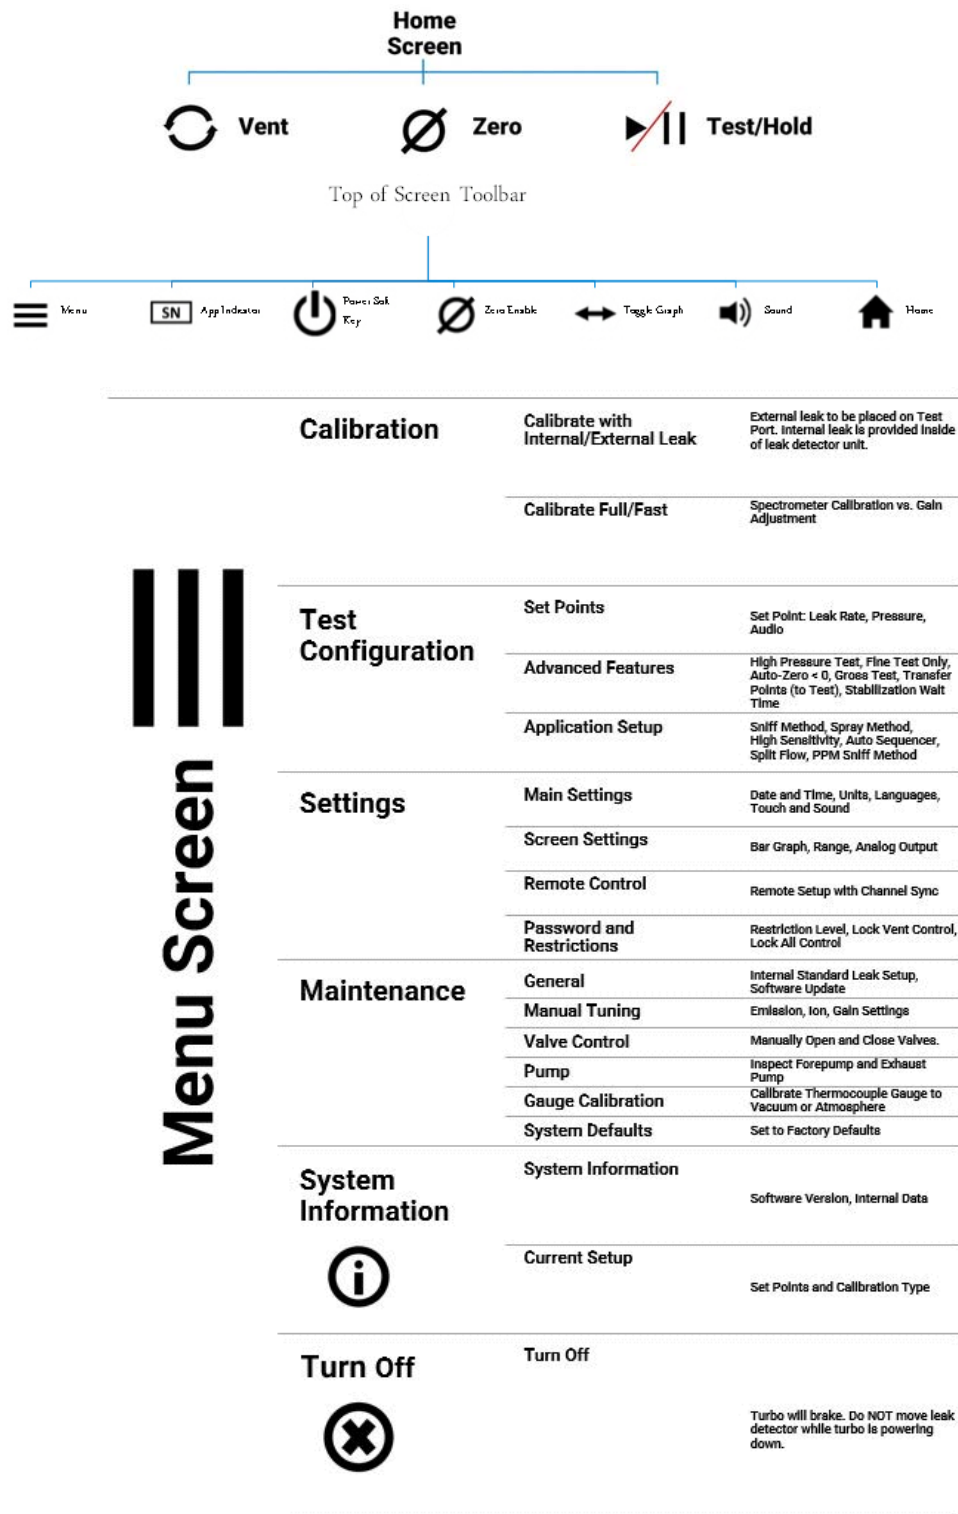 Home
Screen
Vent
Zero
Test/Hold
Top of Screen Toolbar
Menu
SN
App Indicator
Power Soft
Key
Zero Enable
Toggle Graph
Sound
Home
Menu Screen
Calibration
Calibrate with
Internal/External Leak
External leak to be placed on Test
Port. Internal leak is provided inside
of leak detector unit.
Calibrate Full/Fast
Spectrometer Calibration vs. Gain
Adjustment
Test
Configuration
Set Points
Set Point: Leak Rate, Pressure,
Audio
Advanced Features
High Pressure Test, Fine Test Only,
Auto-Zero < 0, Gross Test, Transfer
Points (to Test), Stabilization Wait
Time
Application Setup
Sniff Method, Spray Method,
High Sensitivity, Auto Sequencer,
Split Flow, PPM Sniff Method
Settings
Main Settings
Date and Time, Units, Languages,
Touch and Sound
Screen Settings
Bar Graph, Range, Analog Output
Remote Control
Remote Setup with Channel Sync
Password and
Restrictions
Restriction Level, Lock Vent Control,
Lock All Control
Maintenance
General
Internal Standard Leak Setup,
Software Update
Manual Tuning
Emission, Ion, Gain Settings
Valve Control
Manually Open and Close Valves.
Pump
Inspect Forepump and Exhaust
Pump
Gauge Calibration
Calibrate Thermocouple Gauge to
Vacuum or Atmosphere
System Defaults
Set to Factory Defaults
System
Information
System Information
Software Version, Internal Data
Current Setup
Set Points and Calibration Type
Turn Off
Turn Off
Turbo will brake. Do NOT move leak
detector while turbo is powering
down.